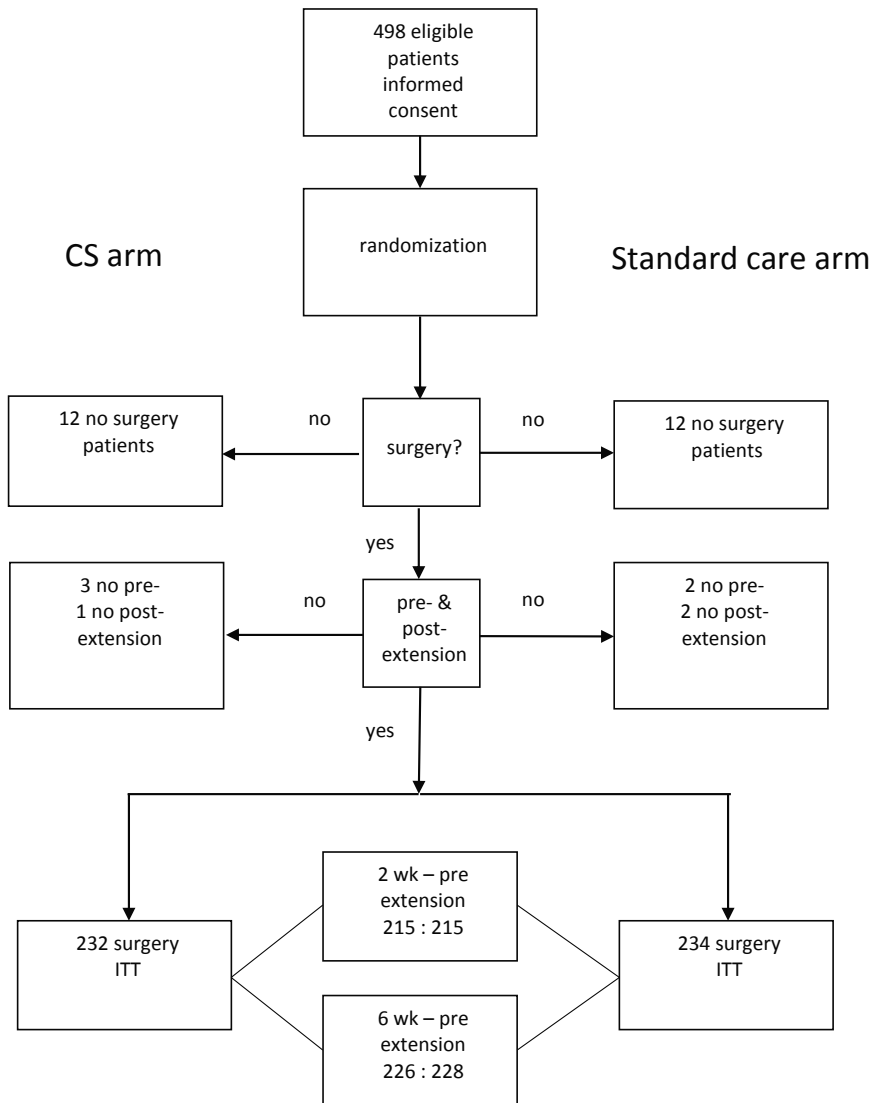 498 eligible
patients
informed
consent
randomization
CS arm
Standard care arm
12 no surgery
patients
no
surgery?
no
12 no surgery
patients
yes
3 no pre-
1 no post-
extension
no
pre- &
post-
extension
no
2 no pre-
2 no post-
extension
yes
2 wk – pre
extension
215 : 215
232 surgery
ITT
234 surgery
ITT
6 wk – pre
extension
226 : 228